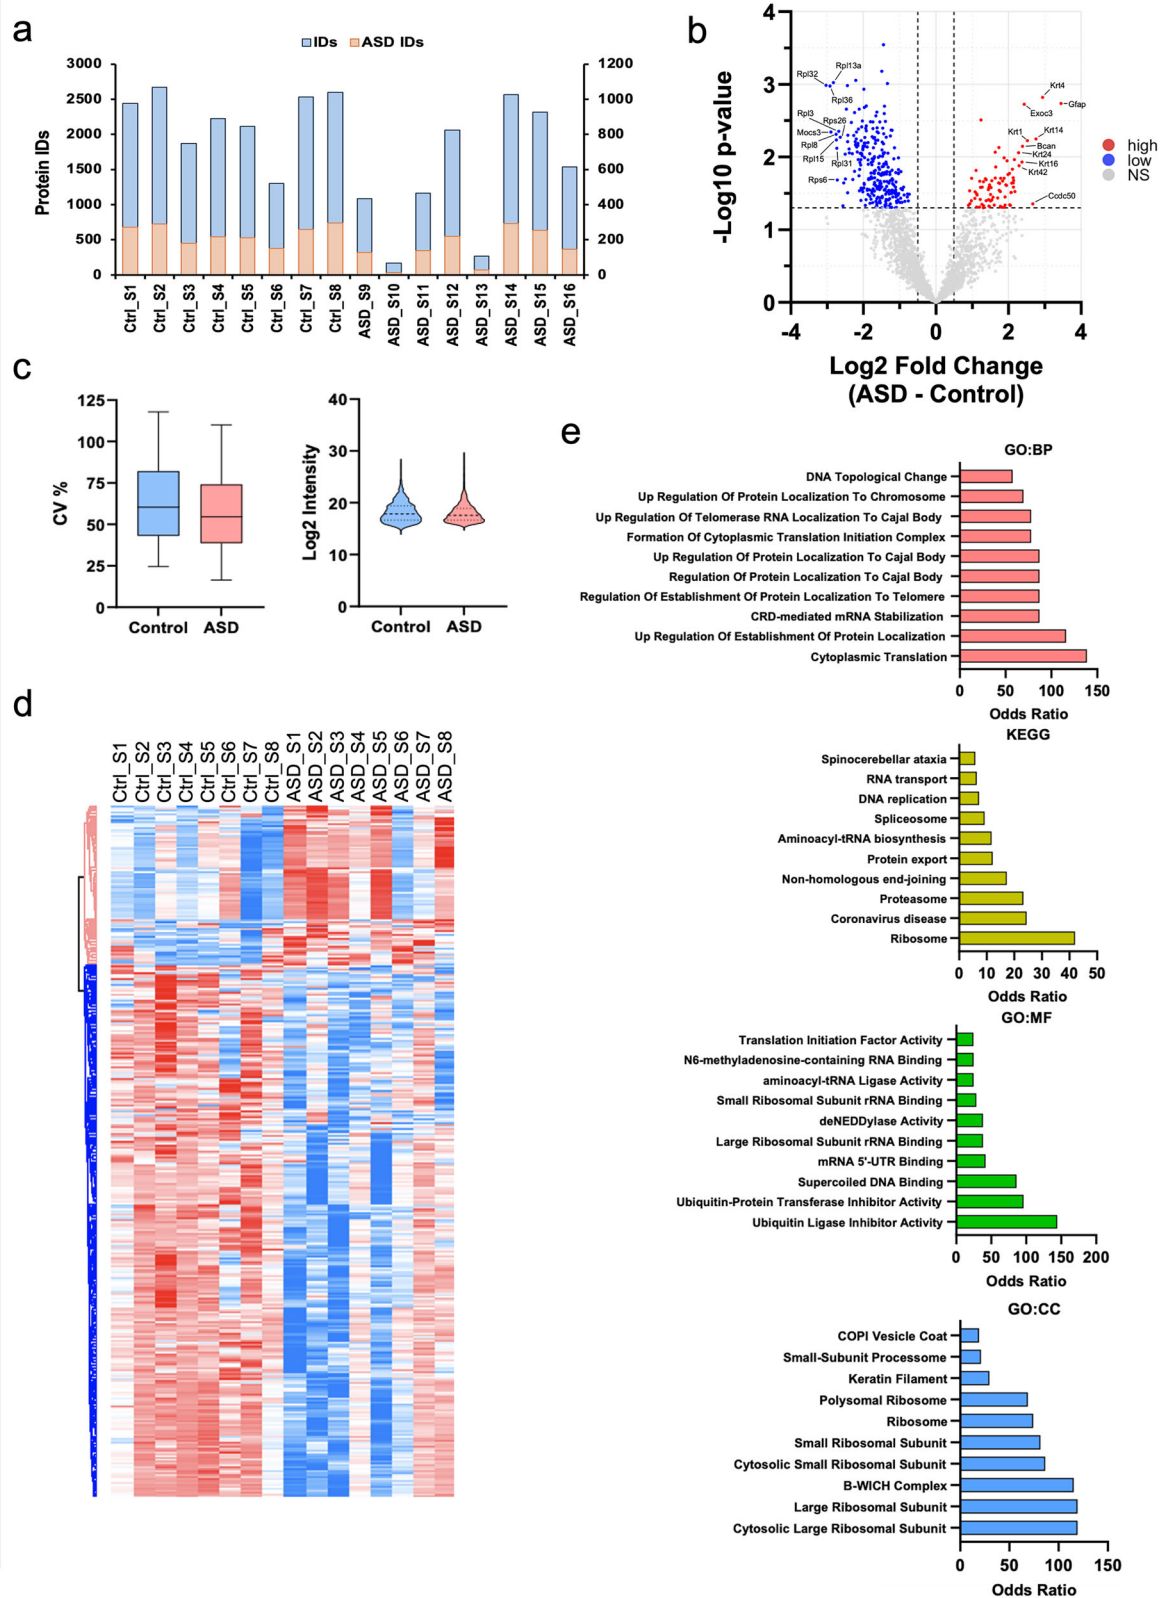 a
IDs ASD IDs
3000
2500
2000
1500
1000
500
0
Protein IDs
1200
1000
800
600
400
200
0
Ctrl_S1
Ctrl_S2
Ctrl_S3
Ctrl_S4
Ctrl_S5
Ctrl_S6
Ctrl_S7
Ctrl_S8
ASD_S9
ASD_S10
ASD_S11
ASD_S12
ASD_S13
ASD_S14
ASD_S15
ASD_S16
b
4
3
2
1
0
-Log10 p-value
Rpl32
Rpl13a
Rpl36
Rpl3
Rps26
Mocs3
Rpl8
Rpl15
Rpl31
Rps6
Krt4
Gfap
Exoc3
Krt1
Krt14
Bcan
Krt24
Krt16
Krt42
Ccdc50
high
low
NS
-4 -2 0 2 4
Log2 Fold Change
(ASD - Control)
c
125
100
75
50
25
0
CV %
Control ASD
40
30
20
10
0
Log2 Intensity
Control ASD
d
Ctrl_S1
Ctrl_S2
Ctrl_S3
Ctrl_S4
Ctrl_S5
Ctrl_S6
Ctrl_S7
Ctrl_S8
ASD_S1
ASD_S2
ASD_S3
ASD_S4
ASD_S5
ASD_S6
ASD_S7
ASD_S8
e
GO:BP
DNA Topological Change
Up Regulation Of Protein Localization To Chromosome
Up Regulation Of Telomerase RNA Localization To Cajal Body
Formation Of Cytoplasmic Translation Initiation Complex
Up Regulation Of Protein Localization To Cajal Body
Regulation Of Protein Localization To Cajal Body
Regulation Of Establishment Of Protein Localization To Telomere
CRD-mediated mRNA Stabilization
Up Regulation Of Establishment Of Protein Localization
Cytoplasmic Translation
0 50 100 150
Odds Ratio
KEGG
Spinocerebellar ataxia
RNA transport
DNA replication
Spliceosome
Aminoacyl-tRNA biosynthesis
Protein export
Non-homologous end-joining
Proteasome
Coronavirus disease
Ribosome
0 10 20 30 40 50
Odds Ratio
GO:MF
Translation Initiation Factor Activity
N6-methyladenosine-containing RNA Binding
aminoacyl-tRNA Ligase Activity
Small Ribosomal Subunit rRNA Binding
deNEDDylase Activity
Large Ribosomal Subunit rRNA Binding
mRNA 5'-UTR Binding
Supercoiled DNA Binding
Ubiquitin-Protein Transferase Inhibitor Activity
Ubiquitin Ligase Inhibitor Activity
0 50 100 150 200
Odds Ratio
GO:CC
COPI Vesicle Coat
Small-Subunit Processome
Keratin Filament
Polysomal Ribosome
Ribosome
Small Ribosomal Subunit
Cytosolic Small Ribosomal Subunit
B-WICH Complex
Large Ribosomal Subunit
Cytosolic Large Ribosomal Subunit
0 50 100 150
Odds Ratio